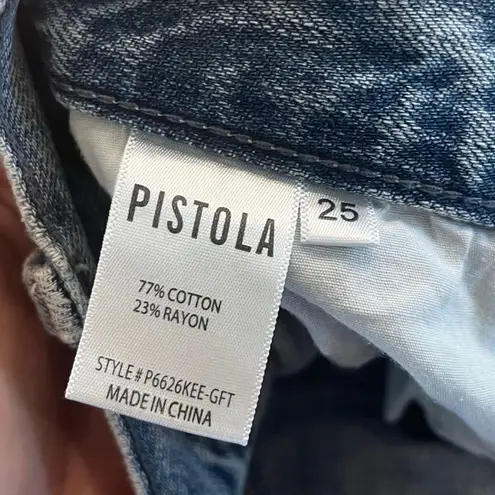 PISTOLA
25
77% COTTON
23% RAYON
STYLE # P6626KEE-GFT
MADE IN CHINA